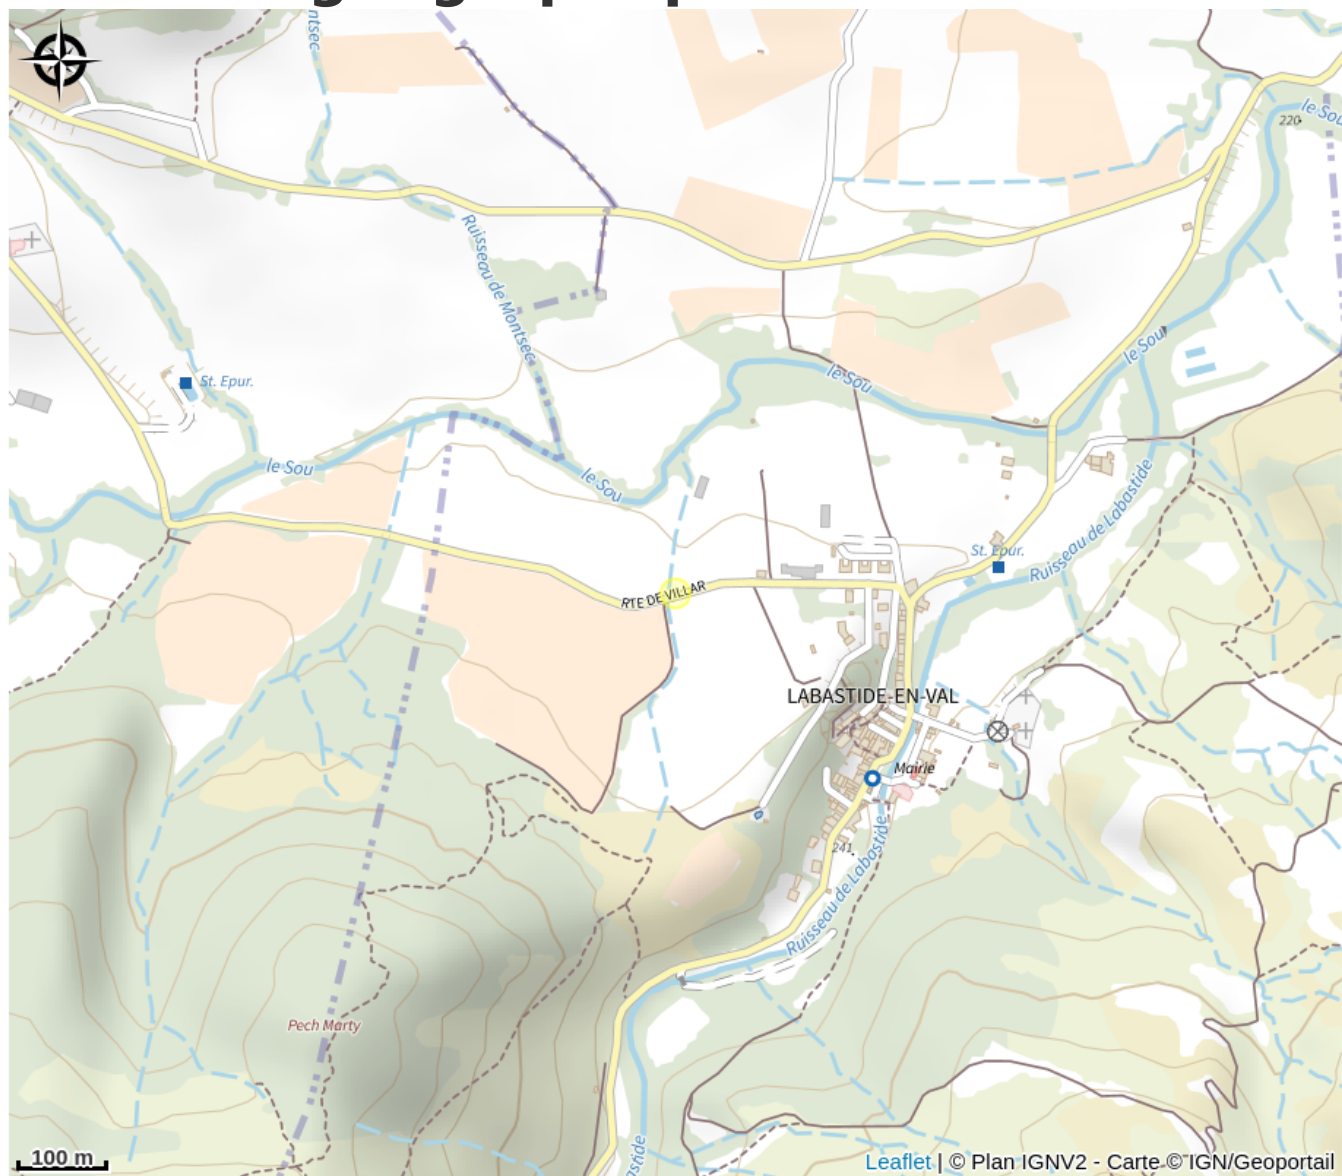 ntsec
le Sou
220
Ruisseau de Montsec
le Sou
le Sou
St. Epur.
le Sou
le Sou
Ruisseau de Labastide
St. Epur.
RTE DE VILLAR
LABASTIDE-EN-VAL
Mairie
241
Ruisseau de Labastide
Pech Marty
astide
100 m
Leaflet | © Plan IGNV2 - Carte © IGN/Geoportail